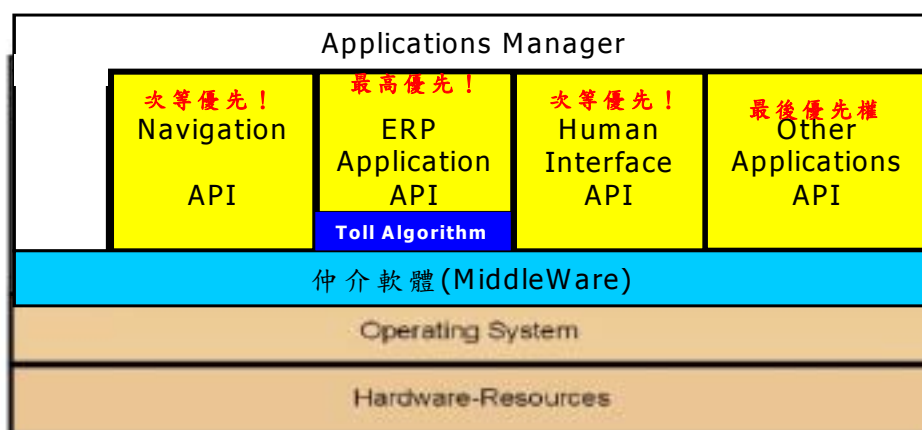 Applications Manager
次等優先！
Navigation
API
最高優先！
ERP
Application
API
Toll Algorithm
次等優先！
Human
Interface
API
最後優先權
Other
Applications
API
仲介軟體(MiddleWare)
Operating System
Hardware-Resources